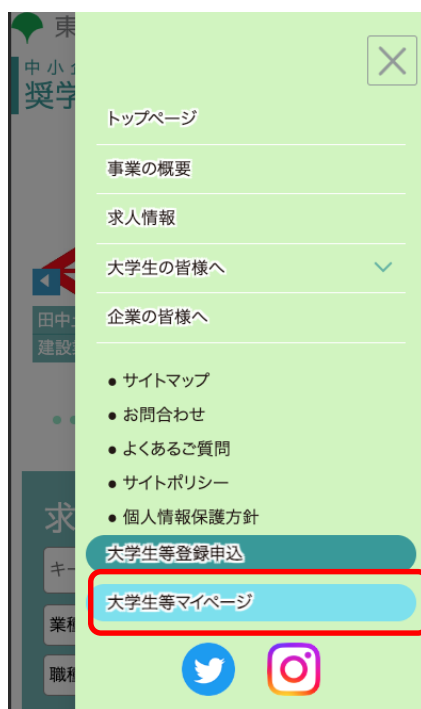 東
中小
奨学
トップページ
事業の概要
求人情報
大学生の皆様へ
企業の皆様へ
田中
建設
• サイトマップ
• お問合わせ
• よくあるご質問
• サイトポリシー
• 個人情報保護方針
大学生等登録申込
大学生等マイページ
求
キー
業種
職種